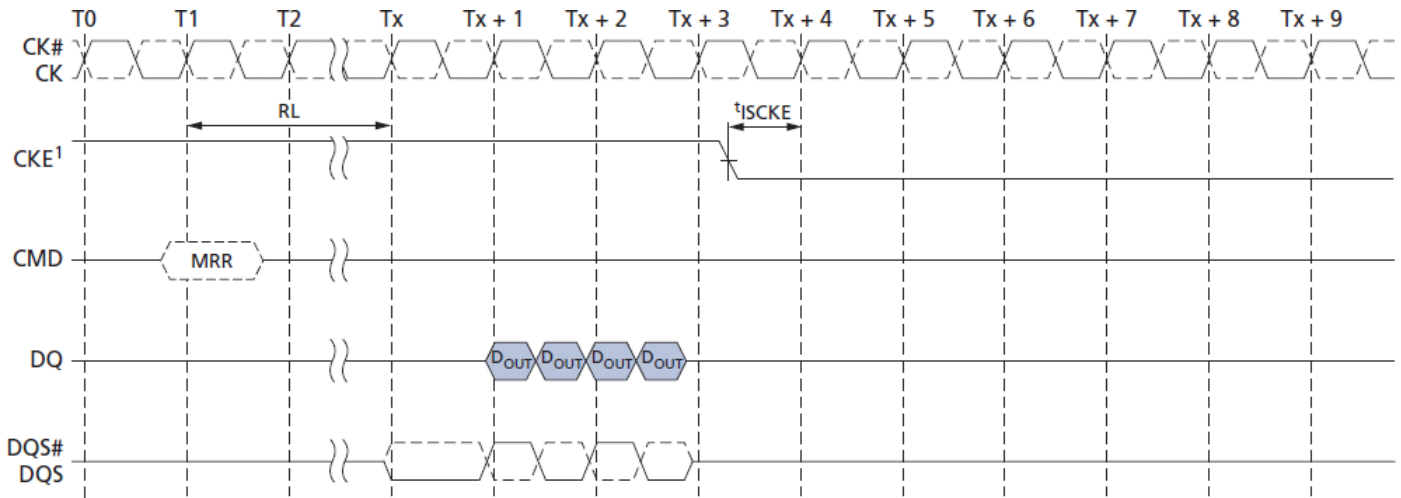 T0 T1 T2 Tx Tx + 1 Tx + 2 Tx + 3 Tx + 4 Tx + 5 Tx + 6 Tx + 7 Tx + 8 Tx + 9
CK#
CK
RL
tISCKE
CKE1
CMD
MRR
DQ
DOUT DOUT DOUT DOUT
DQS#
DQS